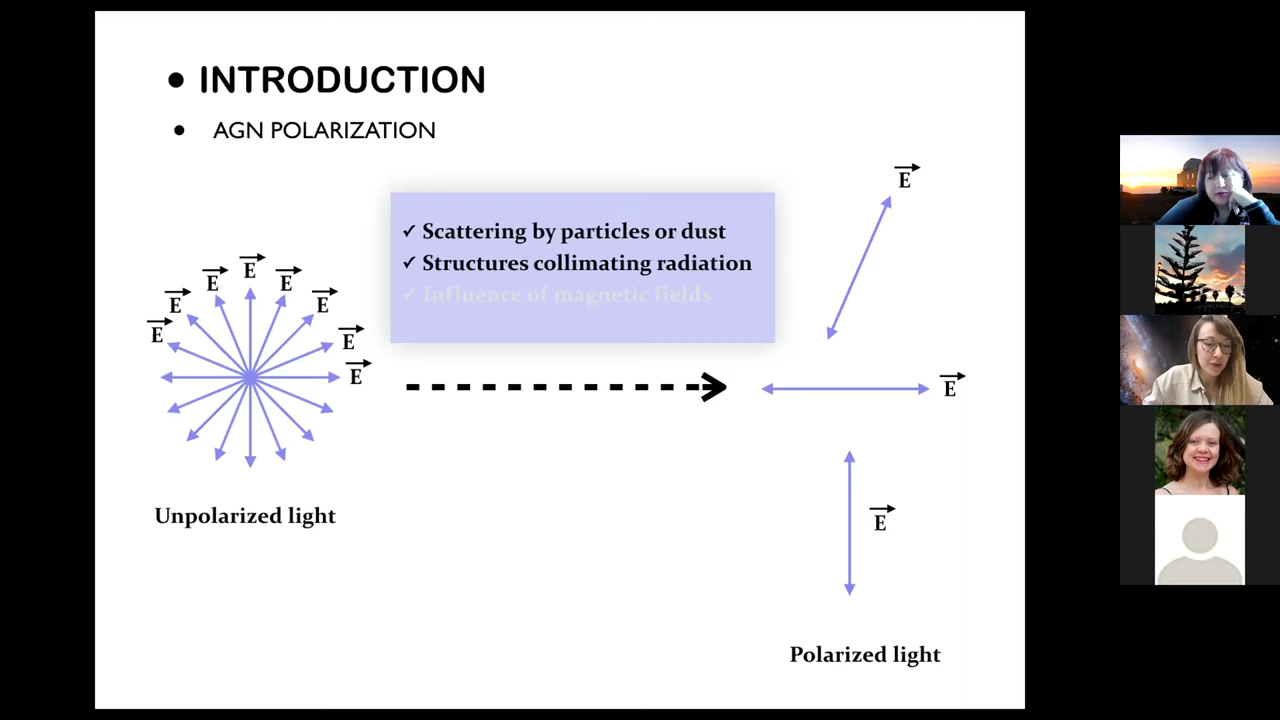 • INTRODUCTION
• AGN POLARIZATION
✓ Scattering by particles or dust
✓ Structures collimating radiation
✓ Influence of magnetic fields
E
E
E
E
E
E
E
E
E
E
E
Unpolarized light
Polarized light